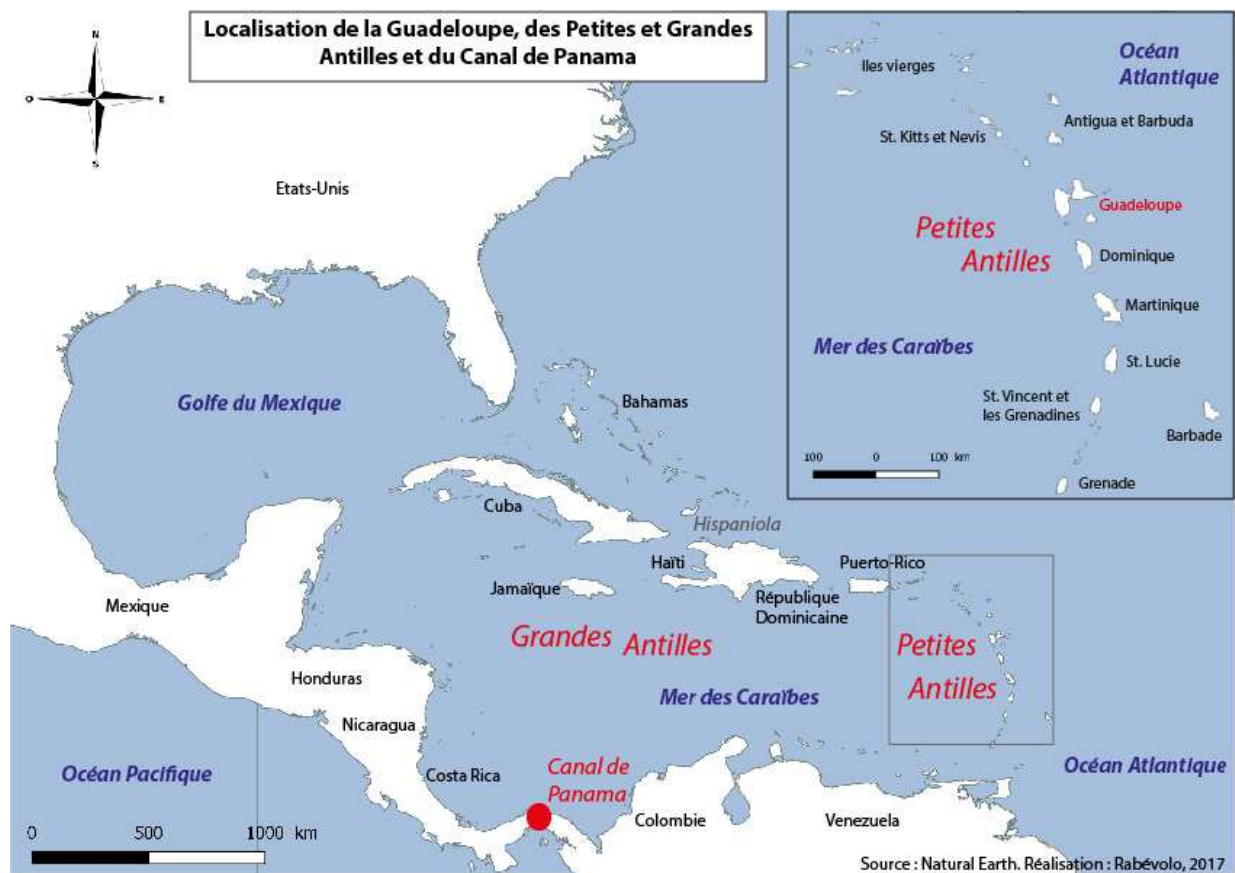 Localisation de la Guadeloupe, des Petites et Grandes
Antilles et du Canal de Panama
N
O
E
S
Etats-Unis
Golfe du Mexique
Bahamas
Cuba
Hispaniola
Haïti
Puerto-Rico
Jamaïque
République
Dominicaine
Mexique
Grandes Antilles
Petites
Antilles
Honduras
Mer des Caraïbes
Nicaragua
Océan Pacifique
Costa Rica
Canal de
Panama
Océan Atlantique
Colombie
Venezuela
0 500 1000 km
Source : Natural Earth. Réalisation : Rabévolo, 2017
Océan
Atlantique
Iles vierges
Antigua et Barbuda
St. Kitts et Nevis
Guadeloupe
Petites
Antilles
Dominique
Martinique
Mer des Caraïbes
St. Lucie
St. Vincent et
les Grenadines
Barbade
100 0 100 km
Grenade